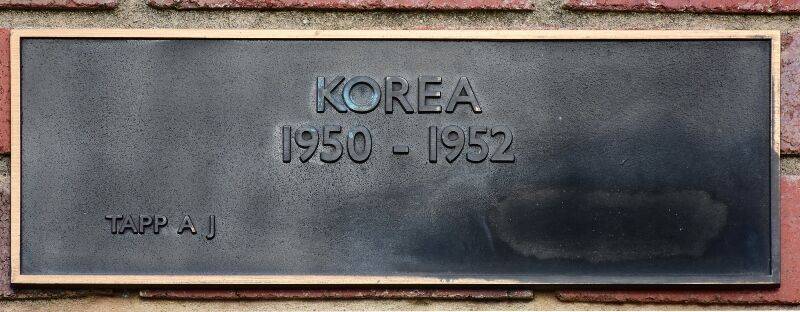 KOREA
1950 - 1952
TAPP A J